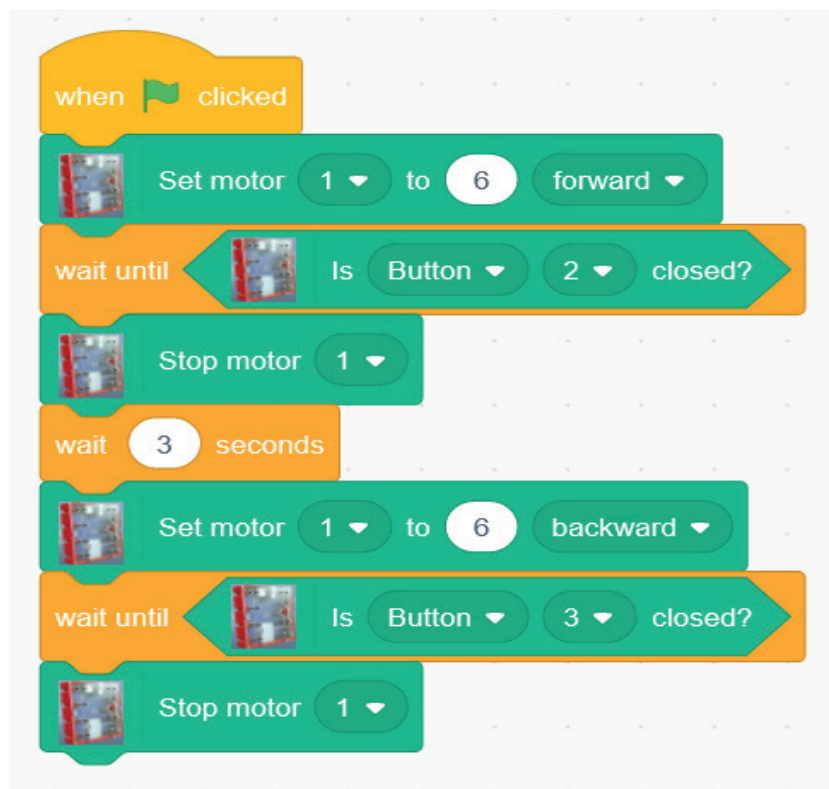 when clicked
Set motor 1 to 6 forward
wait until Is Button 2 closed?
Stop motor 1
wait 3 seconds
Set motor 1 to 6 backward
wait until Is Button 3 closed?
Stop motor 1